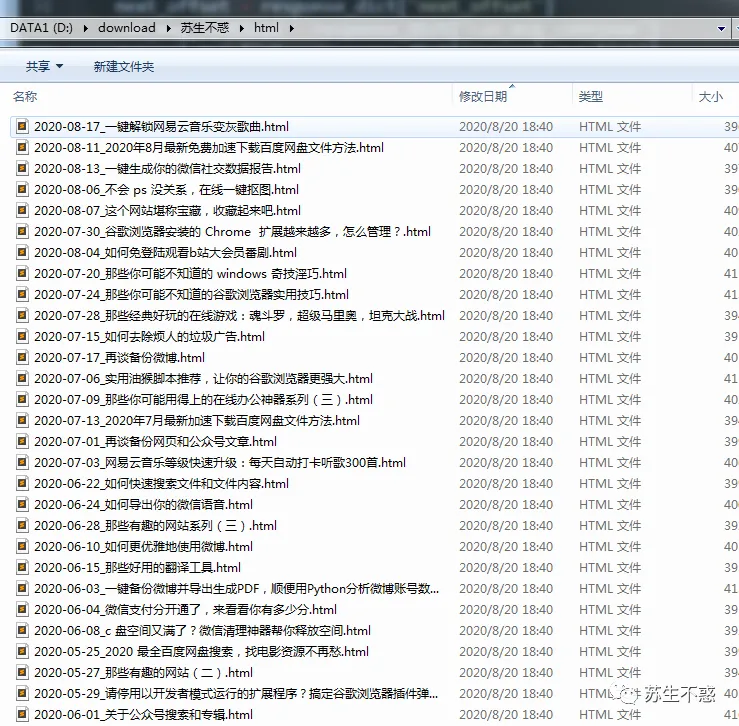 next_offset = response_dict['next_offset']
DATA1 (D:) download 苏生不惑 html
共享 新建文件夹
名称 修改日期 类型 大小
2020-08-17_一键解锁网易云音乐变灰歌曲.html 2020/8/20 18:40 HTML 文件 39
2020-08-11_2020年8月最新免费加速下载百度网盘文件方法.html 2020/8/20 18:40 HTML 文件 40
2020-08-13_一键生成你的微信社交数据报告.html 2020/8/20 18:40 HTML 文件 39
2020-08-06_不会 ps 没关系，在线一键抠图.html 2020/8/20 18:40 HTML 文件 39
2020-08-07_这个网站堪称宝藏，收藏起来吧.html 2020/8/20 18:40 HTML 文件 40
2020-07-30_谷歌浏览器安装的 Chrome 扩展越来越多，怎么管理？.html 2020/8/20 18:40 HTML 文件 40
2020-08-04_如何免登陆观看b站大会员番剧.html 2020/8/20 18:40 HTML 文件 40
2020-07-20_那些你可能不知道的 windows 奇技淫巧.html 2020/8/20 18:40 HTML 文件 41
2020-07-24_那些你可能不知道的谷歌浏览器实用技巧.html 2020/8/20 18:40 HTML 文件 41
2020-07-28_那些经典好玩的在线游戏：魂斗罗，超级马里奥，坦克大战.html 2020/8/20 18:40 HTML 文件 39
2020-07-15_如何去除烦人的垃圾广告.html 2020/8/20 18:40 HTML 文件 39
2020-07-17_再谈备份微博.html 2020/8/20 18:40 HTML 文件 40
2020-07-06_实用油猴脚本推荐，让你的谷歌浏览器更强大.html 2020/8/20 18:40 HTML 文件 41
2020-07-09_那些你可能用得上的在线办公神器系列（三）.html 2020/8/20 18:40 HTML 文件 40
2020-07-13_2020年7月最新加速下载百度网盘文件方法.html 2020/8/20 18:40 HTML 文件 39
2020-07-01_再谈备份网页和公众号文章.html 2020/8/20 18:40 HTML 文件 39
2020-07-03_网易云音乐等级快速升级：每天自动打卡听歌300首.html 2020/8/20 18:40 HTML 文件 40
2020-06-22_如何快速搜索文件和文件内容.html 2020/8/20 18:40 HTML 文件 39
2020-06-24_如何导出你的微信语音.html 2020/8/20 18:40 HTML 文件 40
2020-06-28_那些有趣的网站系列（三）.html 2020/8/20 18:40 HTML 文件 39
2020-06-10_如何更优雅地使用微博.html 2020/8/20 18:40 HTML 文件 40
2020-06-15_那些好用的翻译工具.html 2020/8/20 18:40 HTML 文件 39
2020-06-03_一键备份微博并导出生成PDF，顺便用Python分析微博账号数... 2020/8/20 18:40 HTML 文件 41
2020-06-04_微信支付分开通了，来看看你有多少分.html 2020/8/20 18:40 HTML 文件 39
2020-06-08_c 盘空间又满了？微信清理神器帮你释放空间.html 2020/8/20 18:40 HTML 文件 39
2020-05-25_2020 最全百度网盘搜索，找电影资源不再愁.html 2020/8/20 18:40 HTML 文件 39
2020-05-27_那些有趣的网站（二）.html 2020/8/20 18:40 HTML 文件
2020-05-29_请停用以开发者模式运行的扩展程序？搞定谷歌浏览器插件弹... 2020/8/20 18:40 HTML 文件
苏生不惑
2020-06-01_关于公众号搜索和专辑.html 2020/8/20 18:40 HTML 文件 41